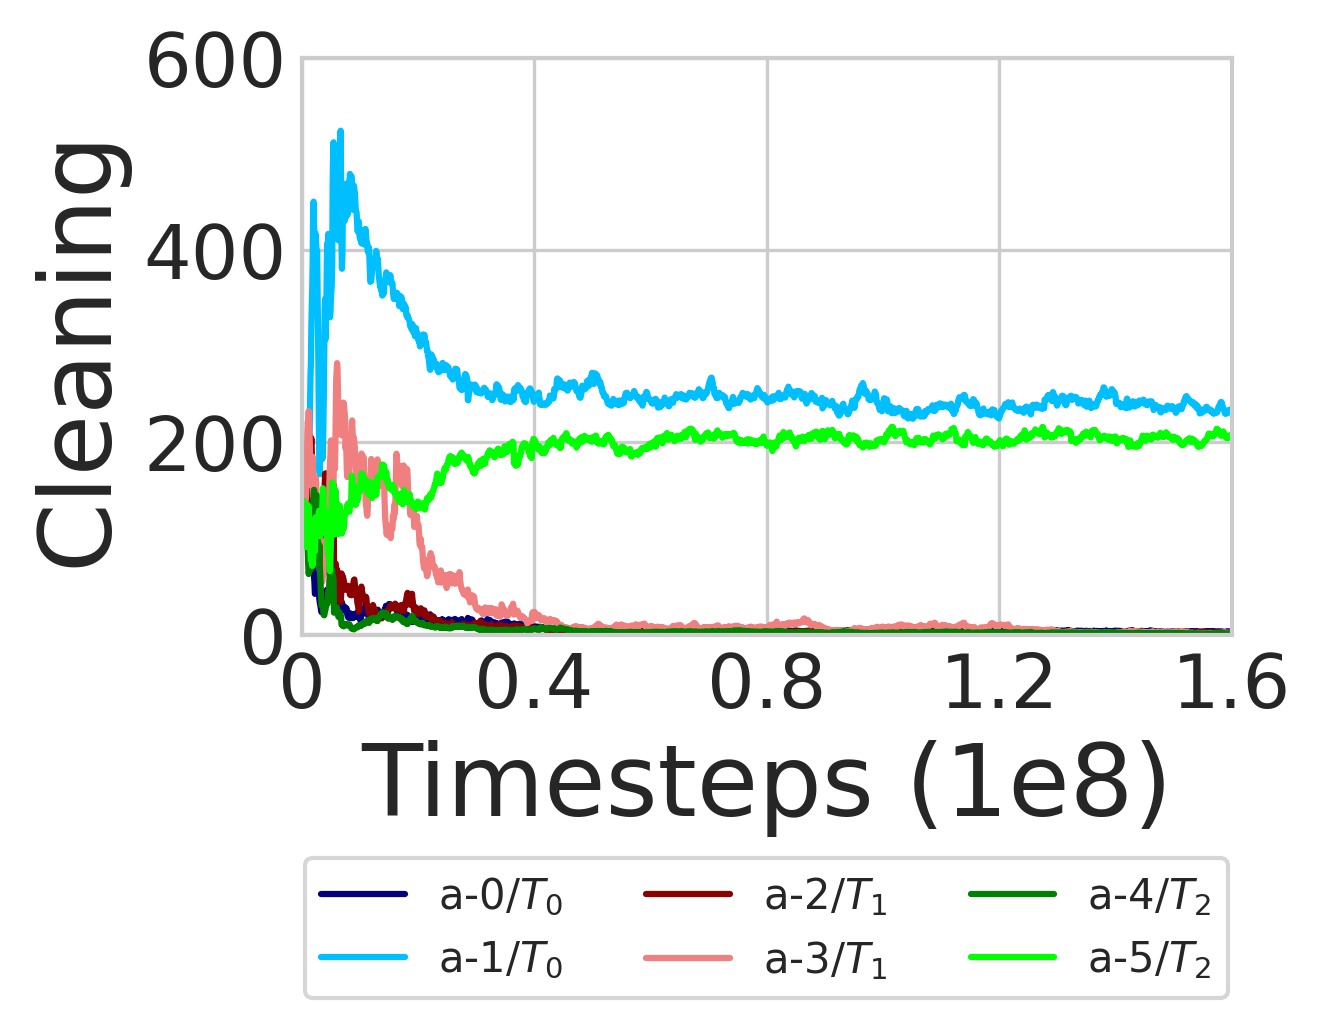 600
400
200
0
Cleaning
0 0.4 0.8 1.2 1.6
Timesteps (1e8)
a-0/T₀ a-2/T₁ a-4/T₂
a-1/T₀ a-3/T₁ a-5/T₂